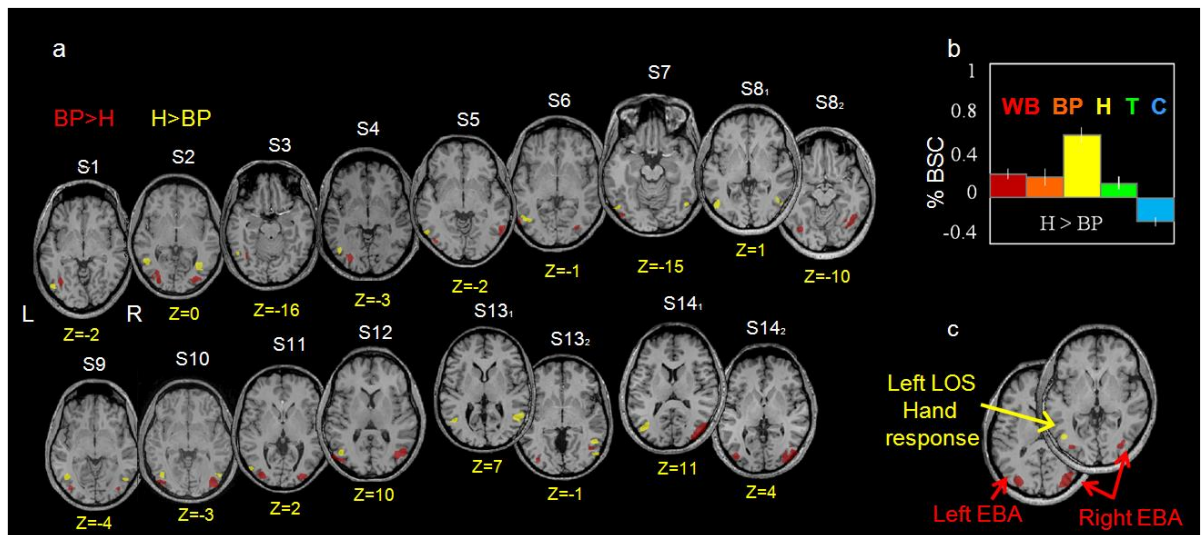 a
BP>H H>BP
S1 S2 S3 S4 S5 S6 S7 S8₁ S8₂
L R
Z=-2 Z=0 Z=-16 Z=-3 Z=-2 Z=-1 Z=-15 Z=1 Z=-10
S9 S10 S11 S12 S13₁ S13₂ S14₁ S14₂
Z=-4 Z=-3 Z=2 Z=10 Z=7 Z=-1 Z=11 Z=4
b
% BSC
1
0.8
0.4
0
-0.4
WB BP H T C
H > BP
c
Left LOS
Hand
response
Left EBA
Right EBA